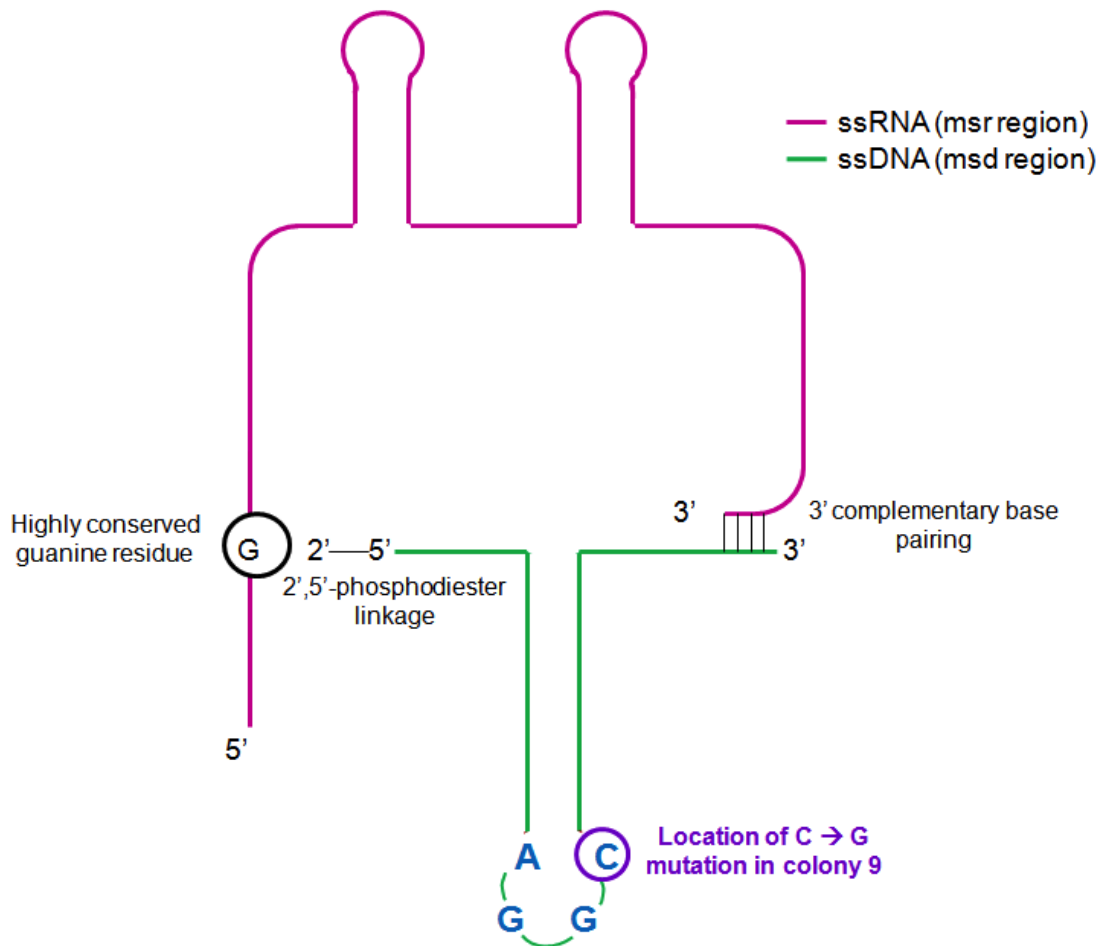 ssRNA (msr region)
ssDNA (msd region)
Highly conserved
guanine residue
G
2’
5’
2’,5’-phosphodiester
linkage
3’
3’ complementary base
pairing
3’
5’
A
C
G
G
Location of C → G
mutation in colony 9